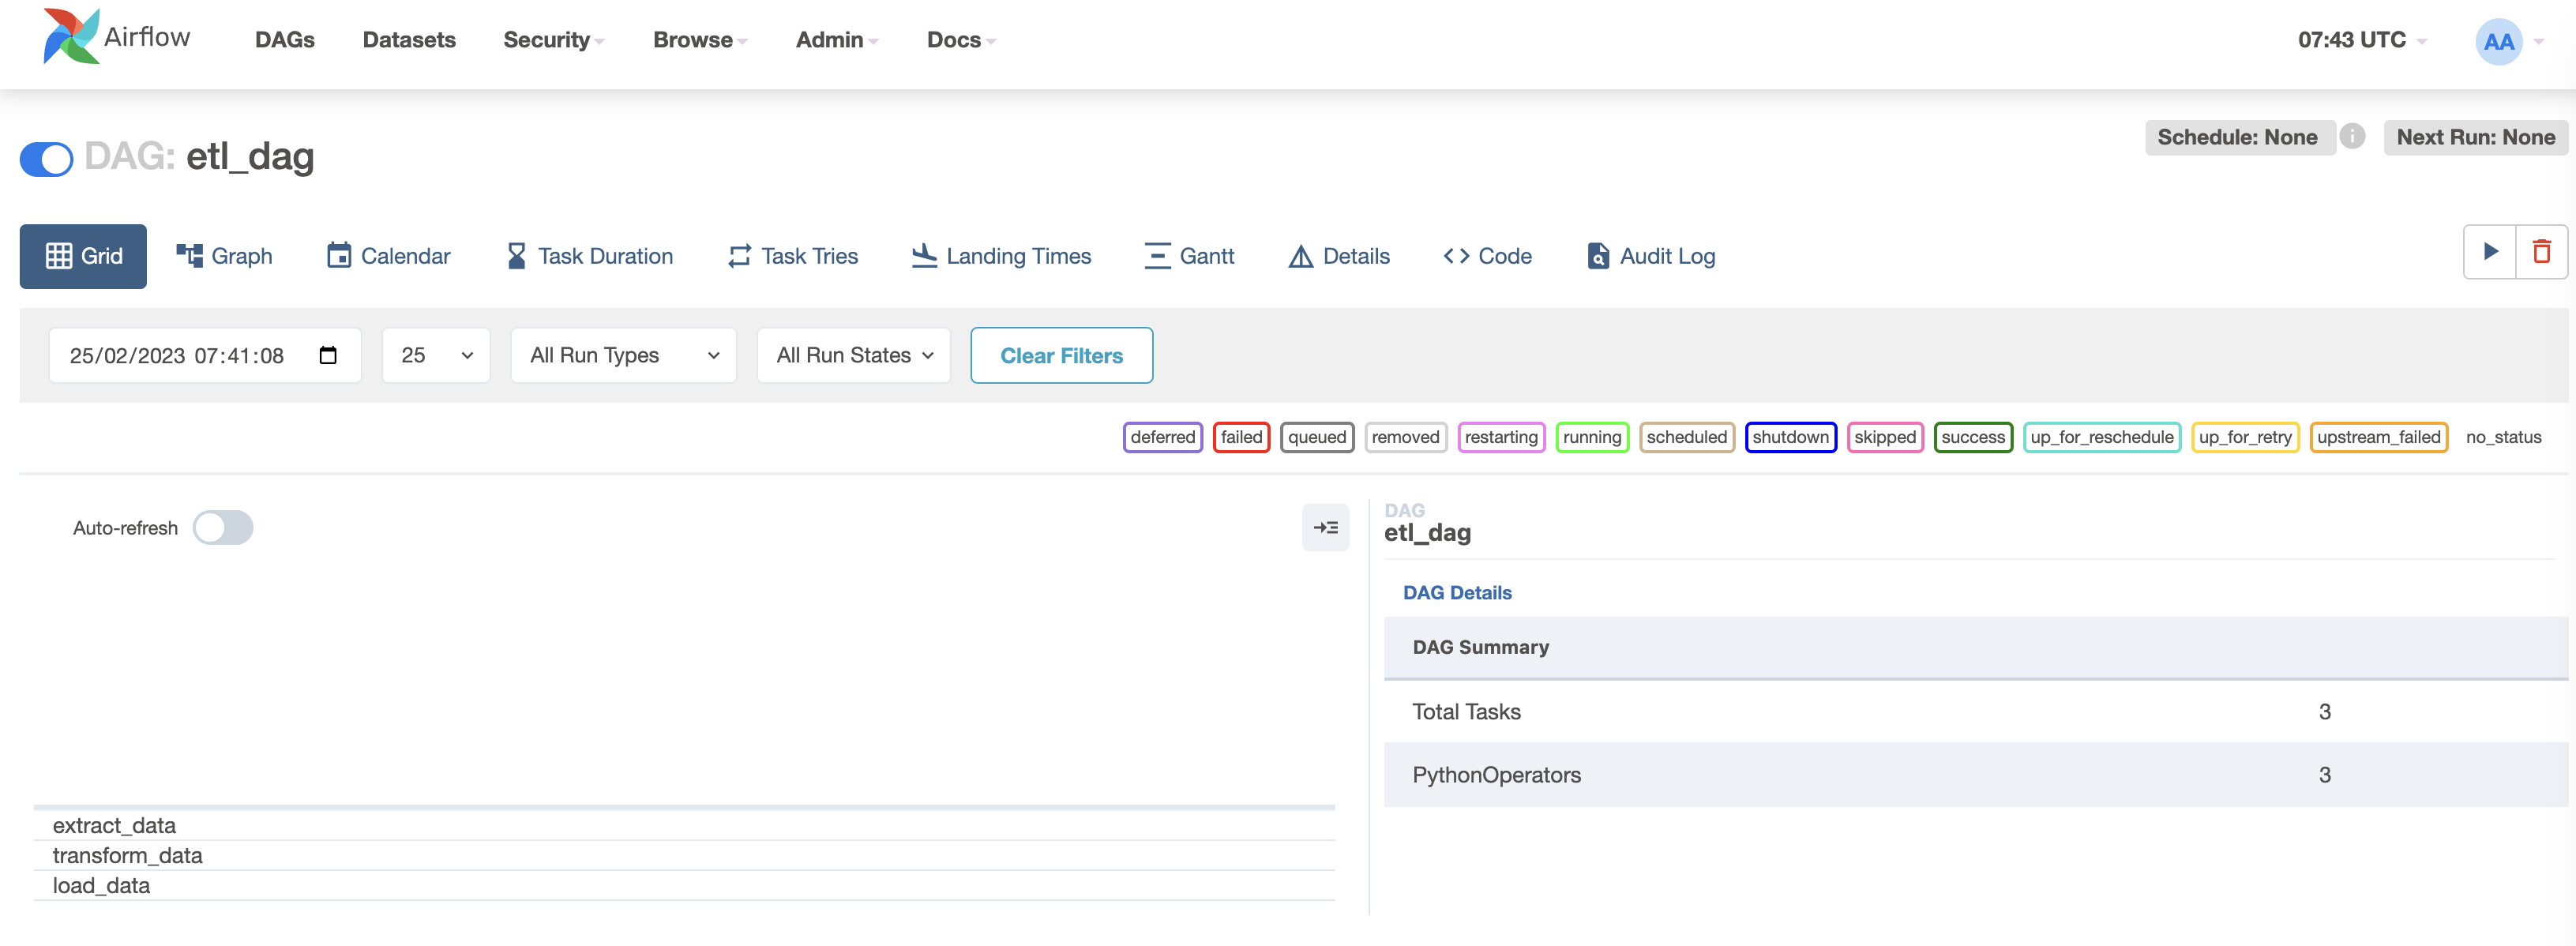 Airflow DAGs Datasets Security Browse Admin Docs 07:43 UTC AA
Schedule: None i Next Run: None
DAG: etl_dag
Grid Graph Calendar Task Duration Task Tries Landing Times Gantt Details Code Audit Log
25/02/2023 07:41:08 25 All Run Types All Run States Clear Filters
deferred failed queued removed restarting running scheduled shutdown skipped success up_for_reschedule up_for_retry upstream_failed no_status
Auto-refresh
extract_data
transform_data
load_data
DAG
etl_dag
DAG Details
DAG Summary
Total Tasks 3
PythonOperators 3